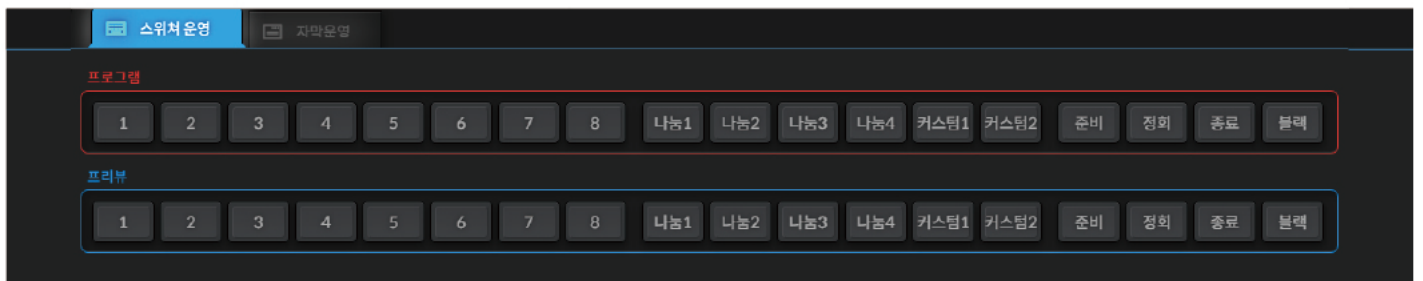 스위쳐 운영 자막운영
프로그램
1 2 3 4 5 6 7 8 나눔1 나눔2 나눔3 나눔4 커스텀1 커스텀2 준비 정회 종료 블랙
프리뷰
1 2 3 4 5 6 7 8 나눔1 나눔2 나눔3 나눔4 커스텀1 커스텀2 준비 정회 종료 블랙